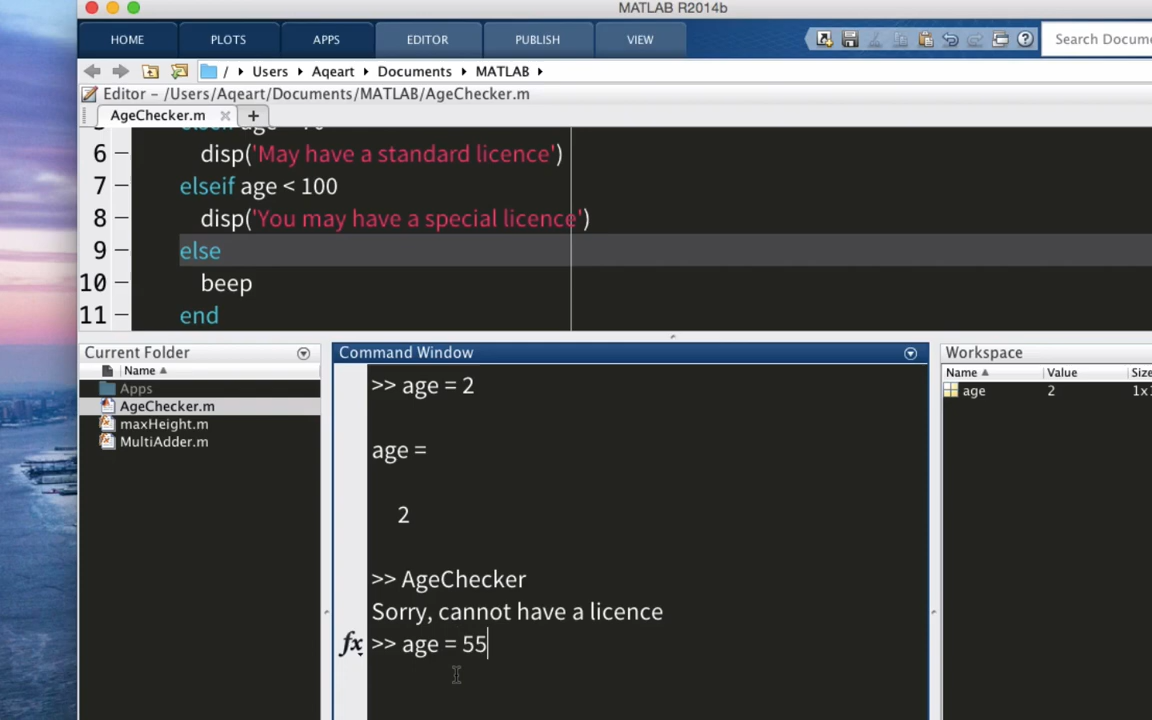 MATLAB R2014b
HOME PLOTS APPS EDITOR PUBLISH VIEW
/ Users Aqeart Documents MATLAB
Editor – /Users/Aqeart/Documents/MATLAB/AgeChecker.m
AgeChecker.m
6 – disp('May have a standard licence')
7 – elseif age < 100
8 – disp('You may have a special licence')
9 – else
10 – beep
11 – end
Current Folder
Name
Apps
AgeChecker.m
maxHeight.m
MultiAdder.m
Command Window
>> age = 2
age =
2
>> AgeChecker
Sorry, cannot have a licence
fx >> age = 55
Workspace
Name Value
age 2